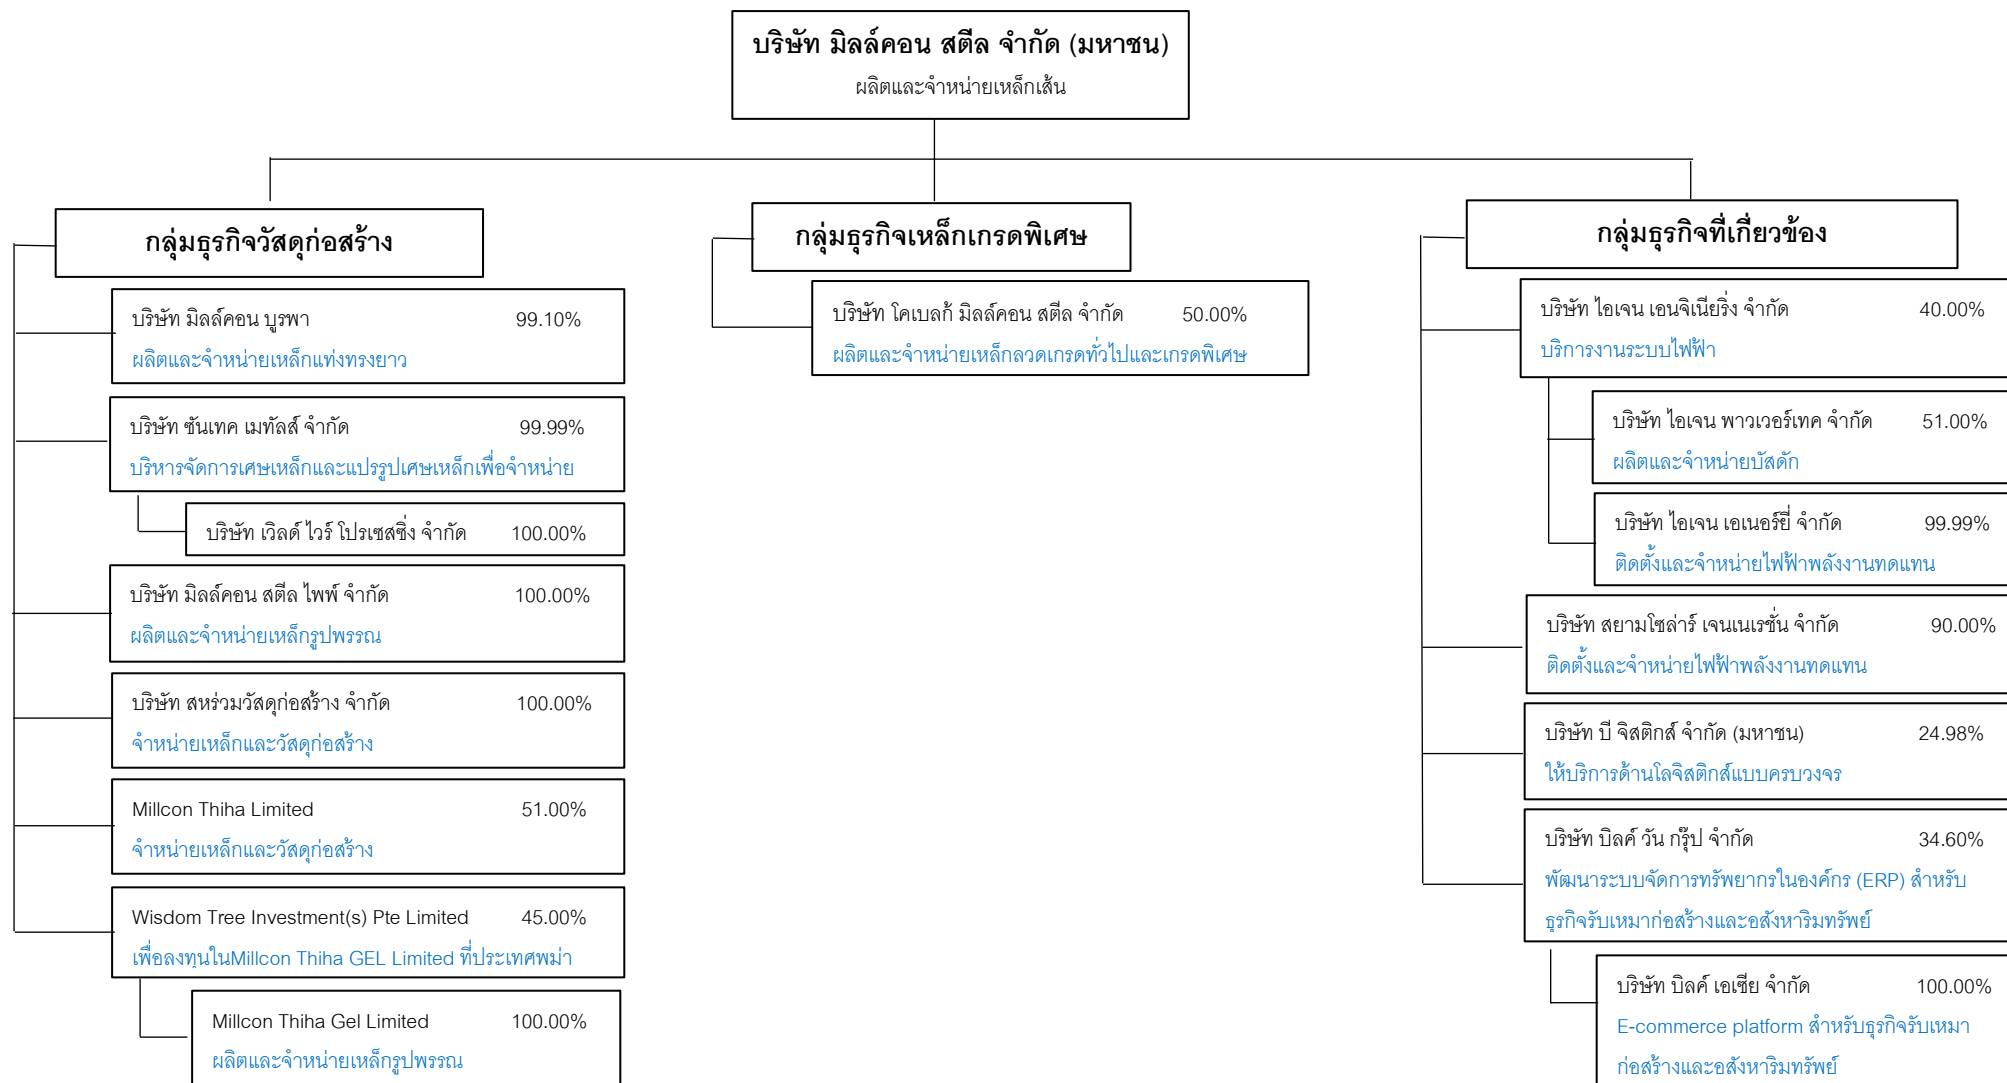 บริษัท มิลล์คอน สตีล จำกัด (มหาชน)
ผลิตและจำหน่ายเหล็กเส้น
กลุ่มธุรกิจวัสดุก่อสร้าง
บริษัท มิลล์คอน บูรพา 99.10%
ผลิตและจำหน่ายเหล็กแท่งทรงยาว
บริษัท ซันเทค เมทัลส์ จำกัด 99.99%
บริหารจัดการเศษเหล็กและแปรรูปเศษเหล็กเพื่อจำหน่าย
บริษัท เวิลด์ ไวร์ โปรเซสซิ่ง จำกัด 100.00%
บริษัท มิลล์คอน สตีล ไพพ์ จำกัด 100.00%
ผลิตและจำหน่ายเหล็กรูปพรรณ
บริษัท สหร่วมวัสดุก่อสร้าง จำกัด 100.00%
จำหน่ายเหล็กและวัสดุก่อสร้าง
Millcon Thiha Limited 51.00%
จำหน่ายเหล็กและวัสดุก่อสร้าง
Wisdom Tree Investment(s) Pte Limited 45.00%
เพื่อลงทุนในMillcon Thiha GEL Limited ที่ประเทศพม่า
Millcon Thiha Gel Limited 100.00%
ผลิตและจำหน่ายเหล็กรูปพรรณ
กลุ่มธุรกิจเหล็กเกรดพิเศษ
บริษัท โคเบลก้ มิลล์คอน สตีล จำกัด 50.00%
ผลิตและจำหน่ายเหล็กลวดเกรดทั่วไปและเกรดพิเศษ
กลุ่มธุรกิจที่เกี่ยวข้อง
บริษัท ไอเจน เอนจิเนียริ่ง จำกัด 40.00%
บริการงานระบบไฟฟ้า
บริษัท ไอเจน พาวเวอร์เทค จำกัด 51.00%
ผลิตและจำหน่ายบัสดัก
บริษัท ไอเจน เอเนอร์ยี่ จำกัด 99.99%
ติดตั้งและจำหน่ายไฟฟ้าพลังงานทดแทน
บริษัท สยามโซล่าร์ เจนเนเรชั่น จำกัด 90.00%
ติดตั้งและจำหน่ายไฟฟ้าพลังงานทดแทน
บริษัท บี จิสติกส์ จำกัด (มหาชน) 24.98%
ให้บริการด้านโลจิสติกส์แบบครบวงจร
บริษัท บิลค์ วัน กรุ๊ป จำกัด 34.60%
พัฒนาระบบจัดการทรัพยากรในองค์กร (ERP) สำหรับ
ธุรกิจรับเหมาก่อสร้างและอสังหาริมทรัพย์
บริษัท บิลค์ เอเซีย จำกัด 100.00%
E-commerce platform สำหรับธุรกิจรับเหมา
ก่อสร้างและอสังหาริมทรัพย์